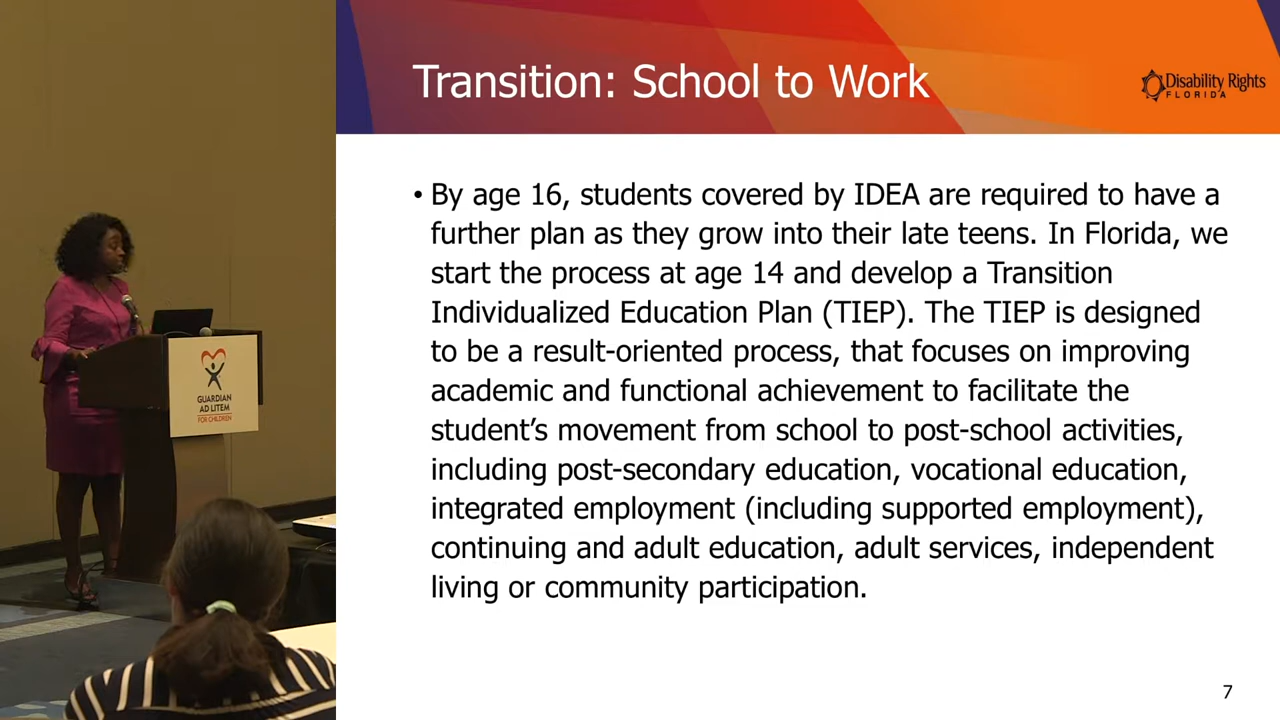 Transition: School to Work
Disability Rights
FLORIDA
• By age 16, students covered by IDEA are required to have a
further plan as they grow into their late teens. In Florida, we
start the process at age 14 and develop a Transition
Individualized Education Plan (TIEP). The TIEP is designed
to be a result-oriented process, that focuses on improving
academic and functional achievement to facilitate the
student’s movement from school to post-school activities,
including post-secondary education, vocational education,
integrated employment (including supported employment),
continuing and adult education, adult services, independent
living or community participation.
GUARDIAN
AD LITEM
FOR CHILDREN
7